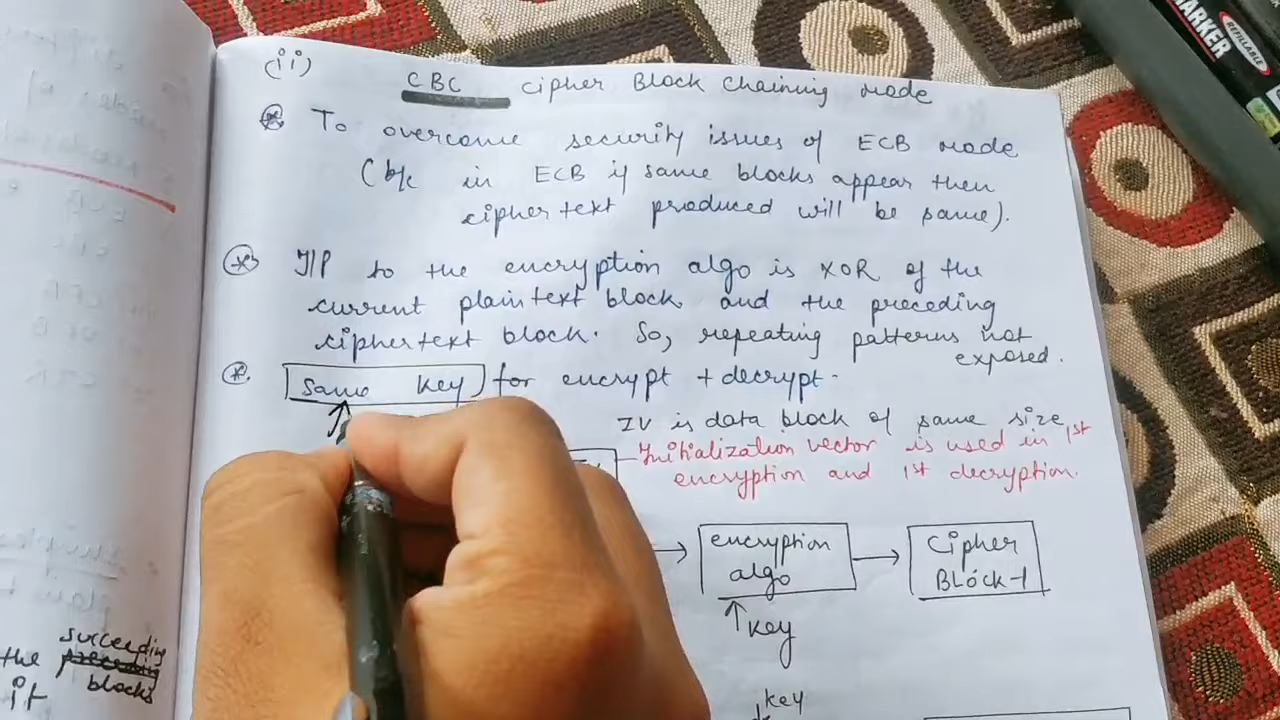 (ii) CBC Cipher Block Chaining Mode
To overcome security issues of ECB mode
(b/c in ECB if same blocks appear then
ciphertext produced will be same).
I/P to the encryption algo is XOR of the
current plaintext block and the preceding
ciphertext block. So, repeating patterns not
exposed.
Same Key for encrypt + decrypt.
IV is data block of same size
Initialization vector is used in 1st
encryption and 1st decryption.
encryption
algo
Cipher
BLOCK-1
key
key
succeeding
the preceding
it blocks
MARKER
REFILLABLE